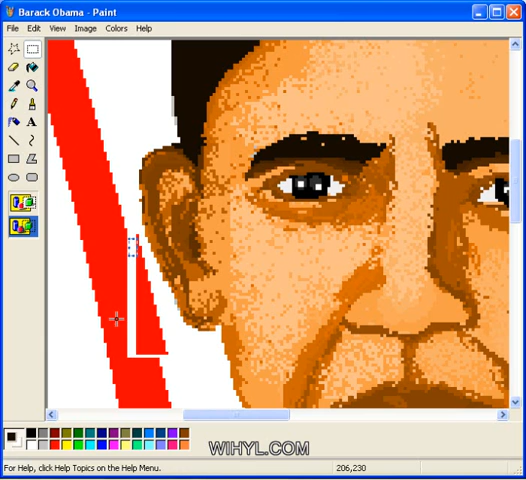 Barack Obama - Paint
File Edit View Image Colors Help
A
WIHYL.COM
For Help, click Help Topics on the Help Menu. 206,230